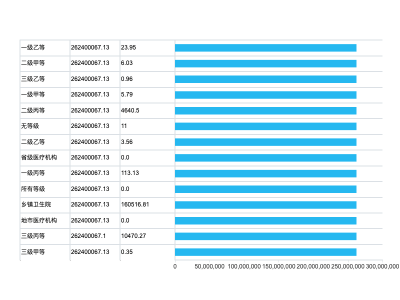 一级乙等 262400067.13 23.95
二级甲等 262400067.13 6.03
三级乙等 262400067.13 0.96
一级甲等 262400067.13 5.79
二级丙等 262400067.13 4640.5
无等级 262400067.13 11
二级乙等 262400067.13 3.56
省级医疗机构 262400067.13 0.0
一级丙等 262400067.13 113.13
所有等级 262400067.13 0.0
乡镇卫生院 262400067.13 160516.81
地市医疗机构 262400067.13 0.0
三级丙等 262400067.1 10470.27
三级甲等 262400067.13 0.35
0 50,000,000 100,000,000 150,000,000 200,000,000 250,000,000 300,000,000